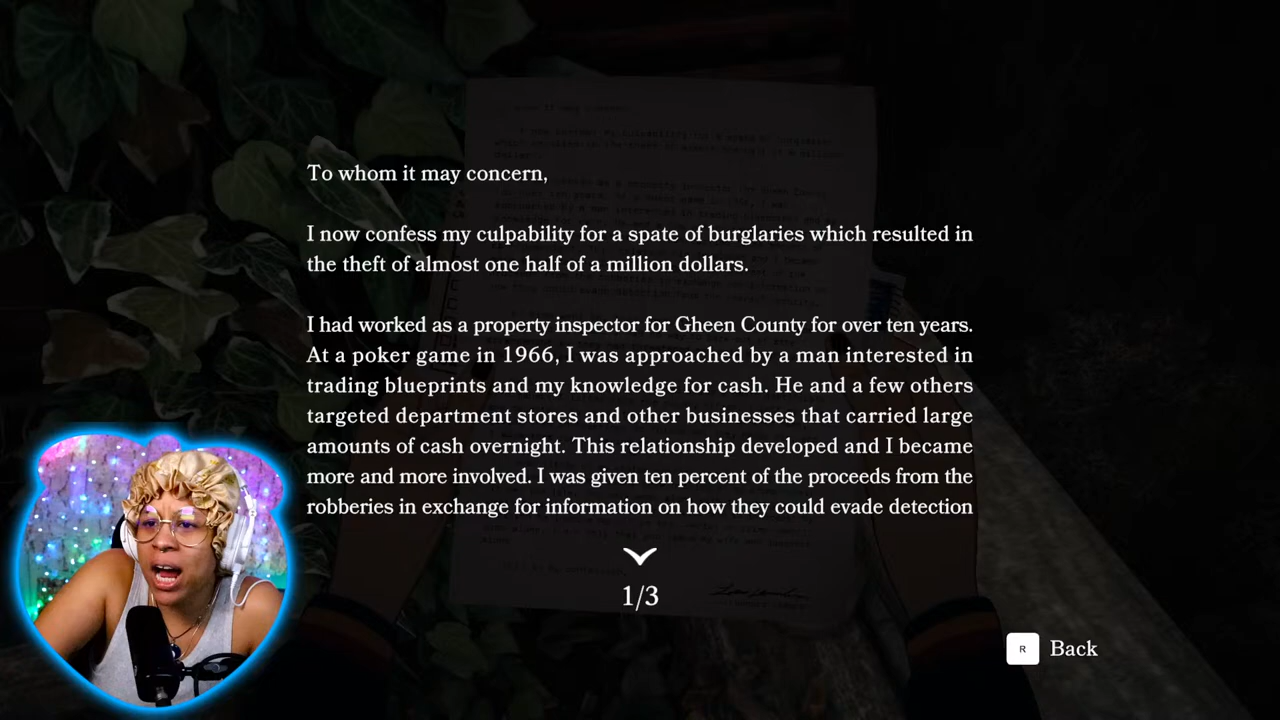 To whom it may concern,
I now confess my culpability for a spate of burglaries which resulted in
the theft of almost one half of a million dollars.
I had worked as a property inspector for Gheen County for over ten years.
At a poker game in 1966, I was approached by a man interested in
trading blueprints and my knowledge for cash. He and a few others
targeted department stores and other businesses that carried large
amounts of cash overnight. This relationship developed and I became
more and more involved. I was given ten percent of the proceeds from the
robberies in exchange for information on how they could evade detection
1/3
R Back